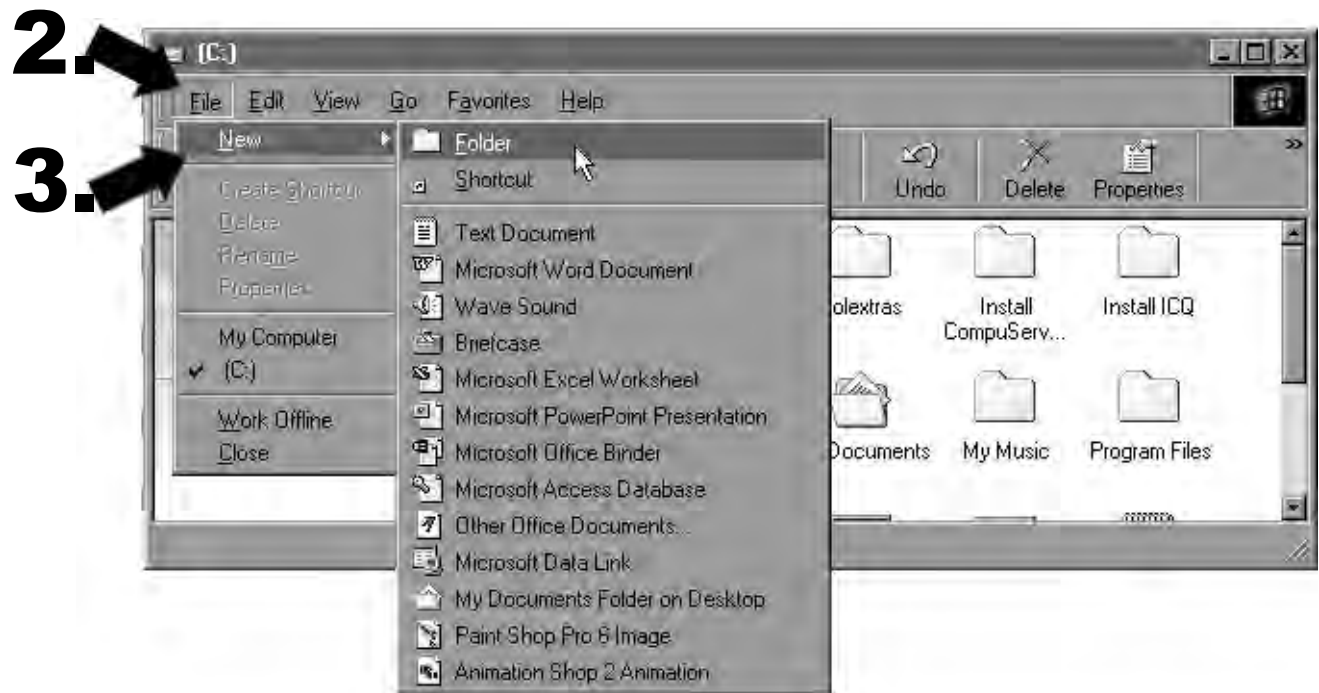 2.
(C:)
File Edit View Go Favorites Help
3.
New
Create Shortcut
Delete
Rename
Properties
My Computer
(C:)
Work Offline
Close
Folder
Shortcut
Text Document
Microsoft Word Document
Wave Sound
Briefcase
Microsoft Excel Worksheet
Microsoft PowerPoint Presentation
Microsoft Office Binder
Microsoft Access Database
Other Office Documents...
Microsoft Data Link
My Documents Folder on Desktop
Paint Shop Pro 6 Image
Animation Shop 2 Animation
Undo Delete Properties »
olextras Install Install ICQ
CompuServ...
Documents My Music Program Files